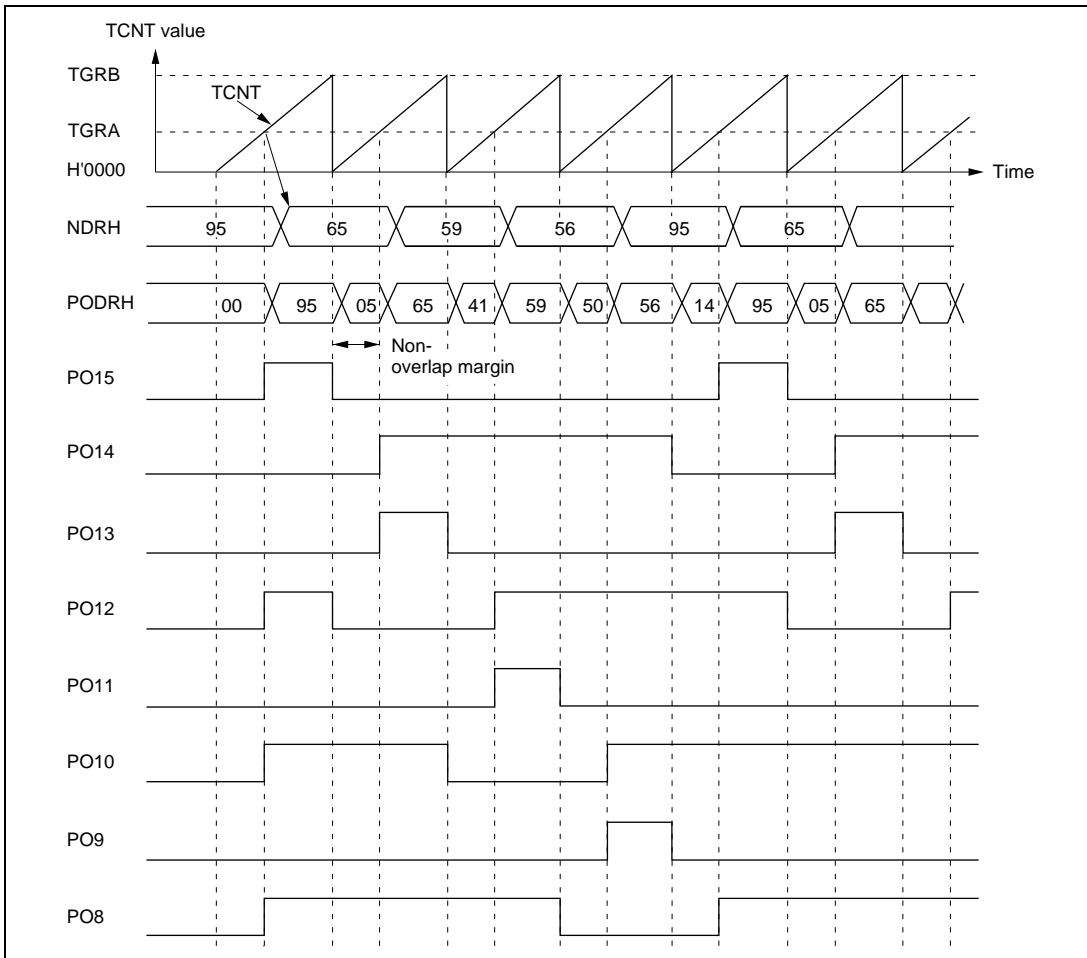 TCNT value
TGRB
TCNT
TGRA
H'0000
Time
NDRH 95 65 59 56 95 65
PODRH 00 95 05 65 41 59 50 56 14 95 05 65
Non-
overlap margin
PO15
PO14
PO13
PO12
PO11
PO10
PO9
PO8